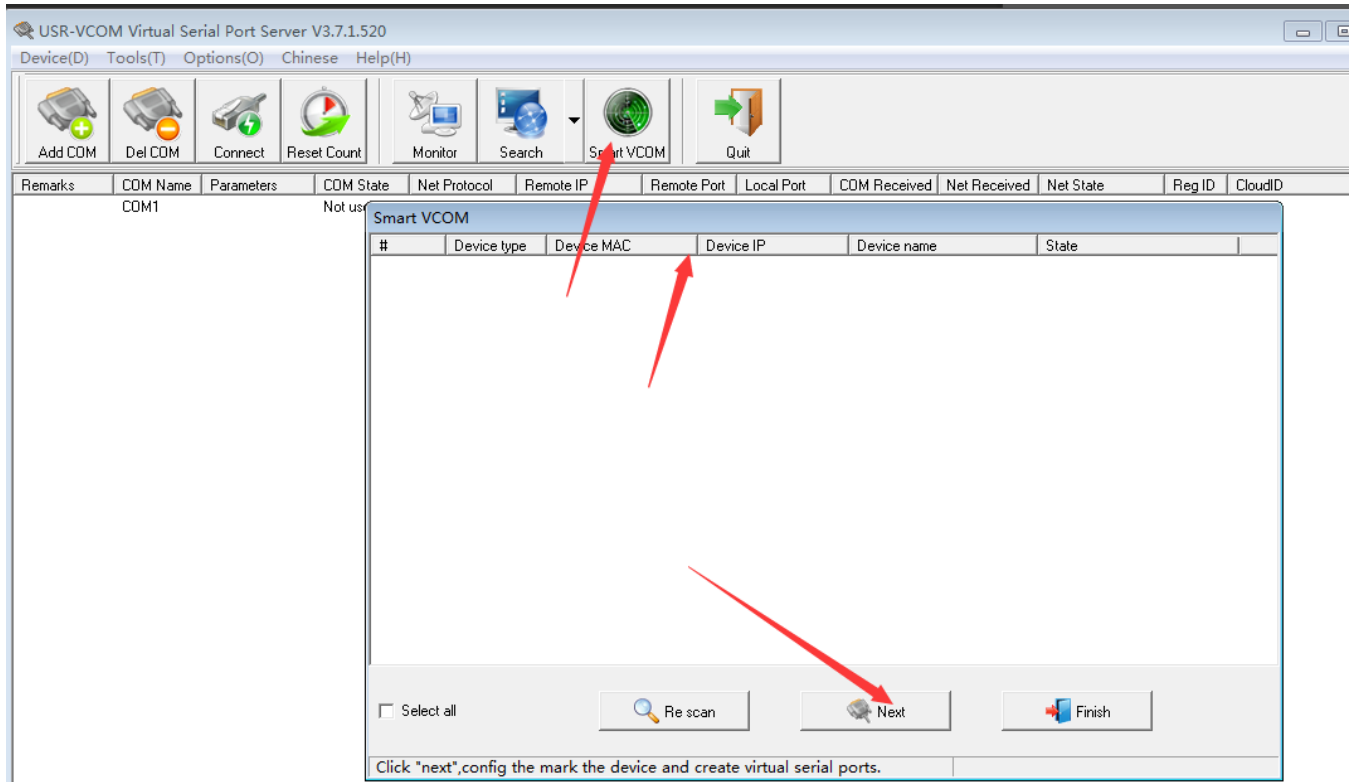 USR-VCOM Virtual Serial Port Server V3.7.1.520
Device(D) Tools(T) Options(O) Chinese Help(H)
Add COM Del COM Connect Reset Count Monitor Search Smart VCOM Quit
Remarks COM Name Parameters COM State Net Protocol Remote IP Remote Port Local Port COM Received Net Received Net State Reg ID CloudID
COM1 Not use
Smart VCOM
# Device type Device MAC Device IP Device name State
Select all Re scan Next Finish
Click "next",config the mark the device and create virtual serial ports.